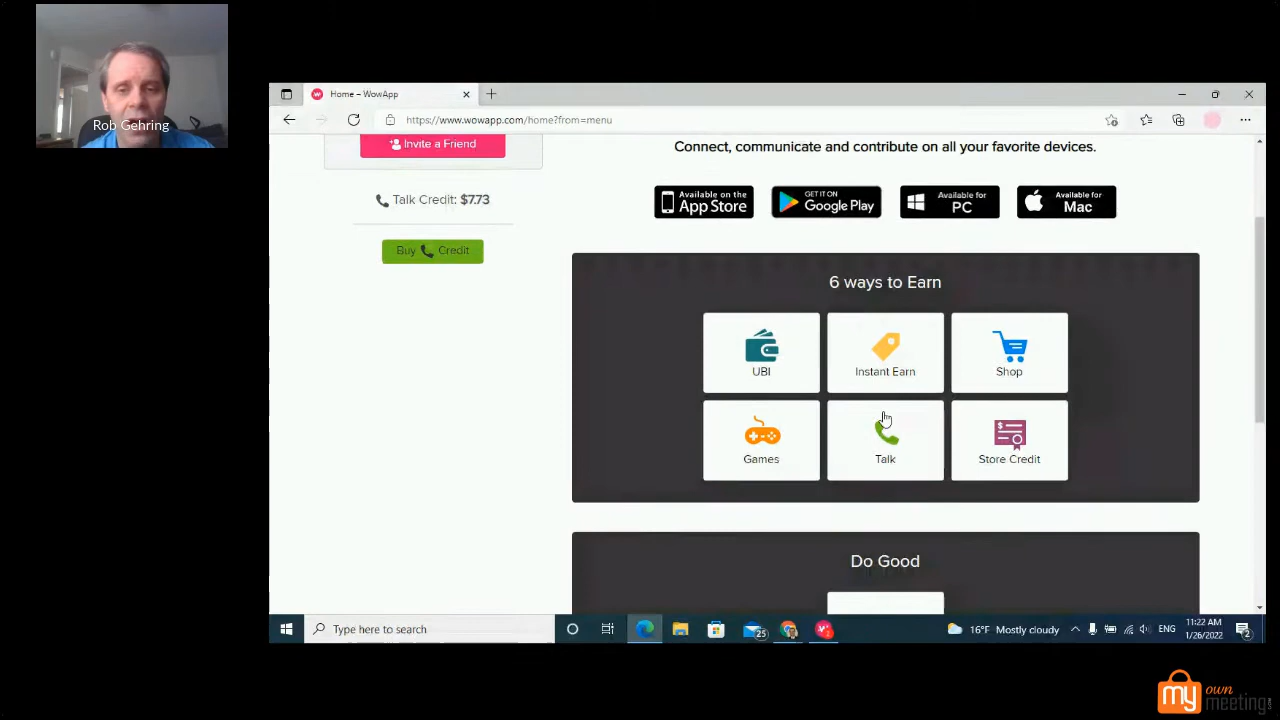 Rob Gehring
Home – WowApp
https://www.wowapp.com/home?from=menu
Invite a Friend
Talk Credit: $7.73
Buy Credit
Connect, communicate and contribute on all your favorite devices.
Available on the
App Store
GET IT ON
Google Play
Available for
PC
Available for
Mac
6 ways to Earn
UBI
Instant Earn
Shop
Games
Talk
Store Credit
Do Good
Type here to search
25
16°F Mostly cloudy
ENG
11:22 AM
1/26/2022
2
my own
meeting